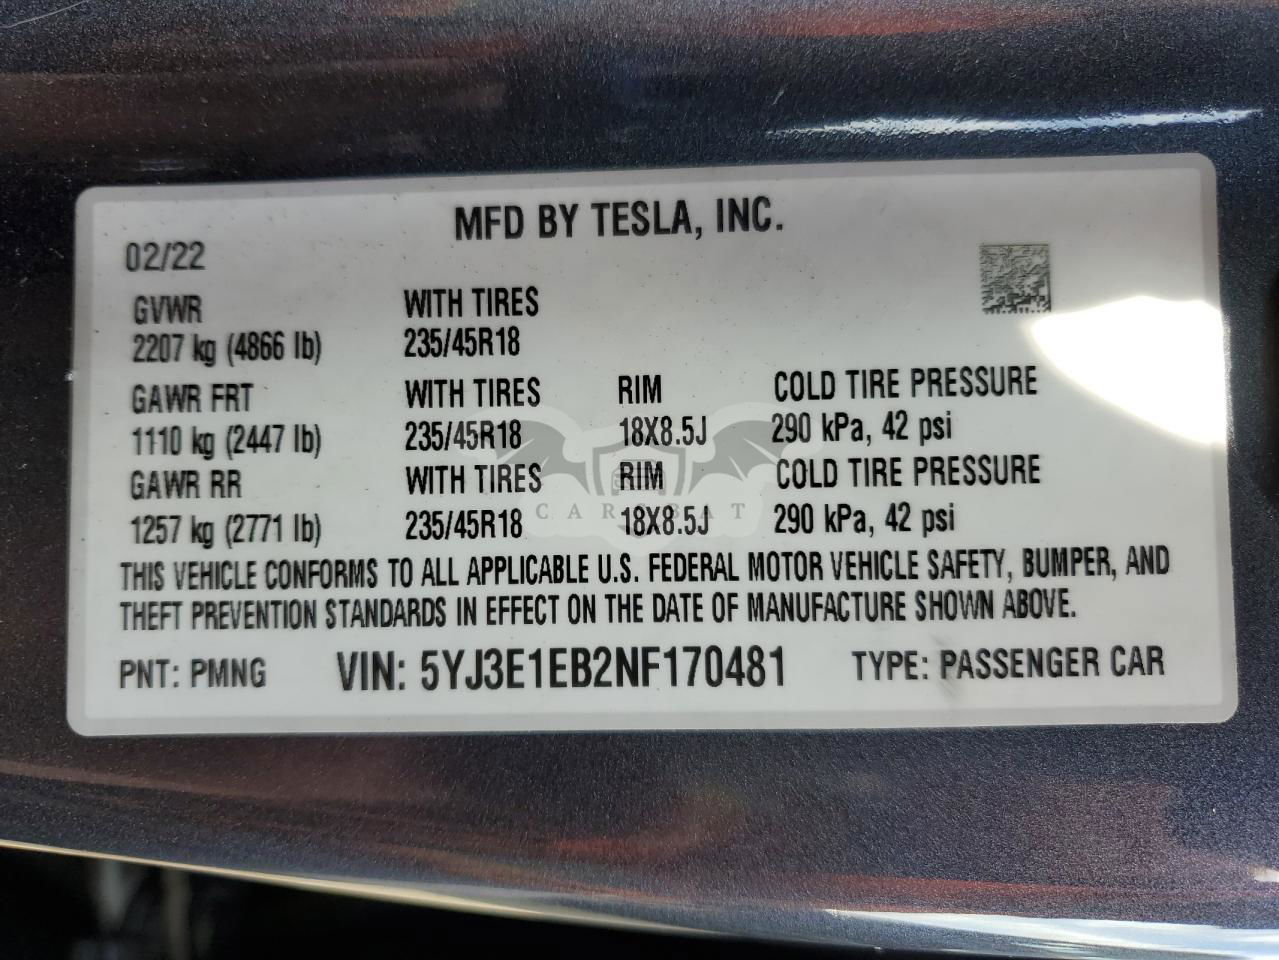 MFD BY TESLA, INC.
02/22
GVWR WITH TIRES
2207 kg (4866 lb) 235/45R18
GAWR FRT WITH TIRES RIM COLD TIRE PRESSURE
1110 kg (2447 lb) 235/45R18 18X8.5J 290 kPa, 42 psi
GAWR RR WITH TIRES RIM COLD TIRE PRESSURE
1257 kg (2771 lb) 235/45R18 18X8.5J 290 kPa, 42 psi
CARSBAT
THIS VEHICLE CONFORMS TO ALL APPLICABLE U.S. FEDERAL MOTOR VEHICLE SAFETY, BUMPER, AND
THEFT PREVENTION STANDARDS IN EFFECT ON THE DATE OF MANUFACTURE SHOWN ABOVE.
PNT: PMNG VIN: 5YJ3E1EB2NF170481 TYPE: PASSENGER CAR